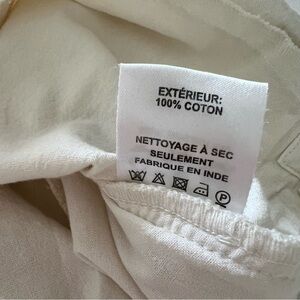 EXTÉRIEUR:
100% COTON
NETTOYAGE À SEC
SEULEMENT
FABRIQUE EN INDE
P